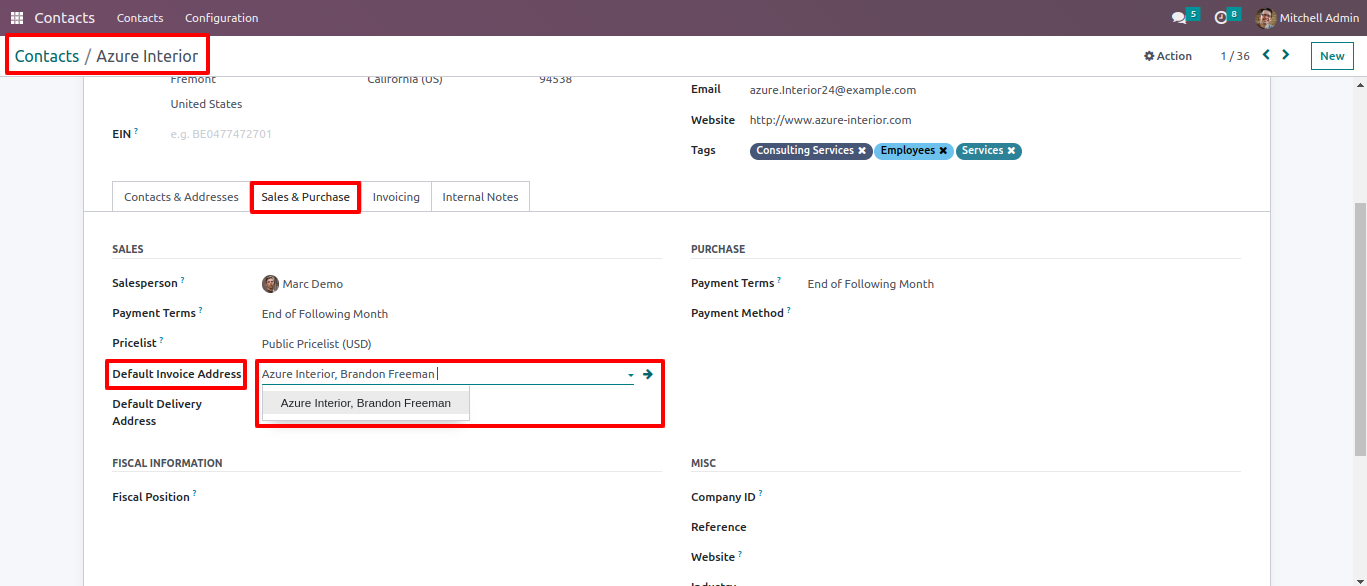 Contacts Contacts Configuration 5 8 Mitchell Admin
Contacts / Azure Interior Action 1 / 36 New
Fremont California (US) 94538
United States
EIN ? e.g. BE0477472701
Email azure.Interior24@example.com
Website http://www.azure-interior.com
Tags Consulting Services ✖ Employees ✖ Services ✖
Contacts & Addresses Sales & Purchase Invoicing Internal Notes
SALES
Salesperson ? Marc Demo
Payment Terms ? End of Following Month
Pricelist ? Public Pricelist (USD)
Default Invoice Address Azure Interior, Brandon Freeman
Azure Interior, Brandon Freeman
Default Delivery
Address
PURCHASE
Payment Terms ? End of Following Month
Payment Method ?
FISCAL INFORMATION
Fiscal Position ?
MISC
Company ID ?
Reference
Website ?
Industry